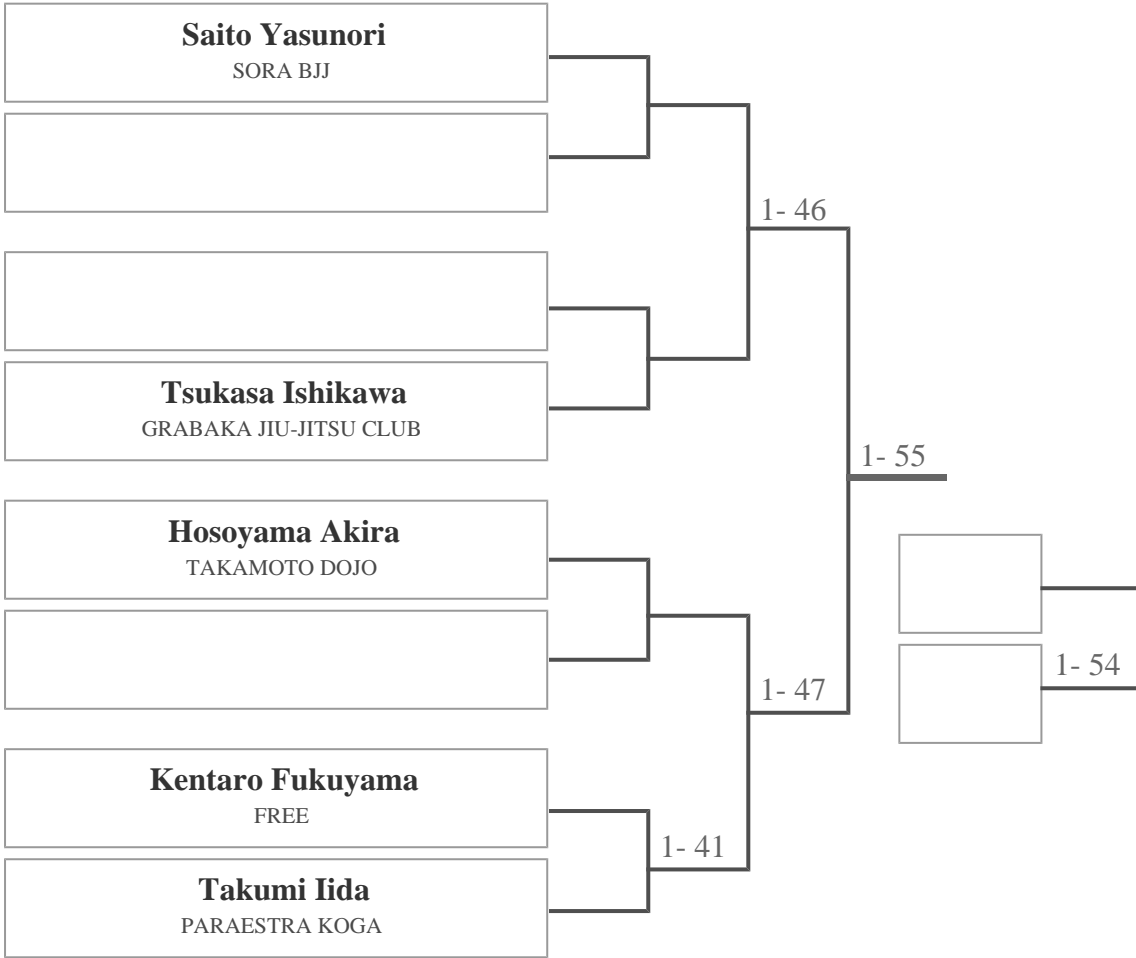 Saito Yasunori
SORA BJJ
1- 46
Tsukasa Ishikawa
GRABAKA JIU-JITSU CLUB
1- 55
Hosoyama Akira
TAKAMOTO DOJO
1- 54
1- 47
Kentaro Fukuyama
FREE
1- 41
Takumi Iida
PARAESTRA KOGA